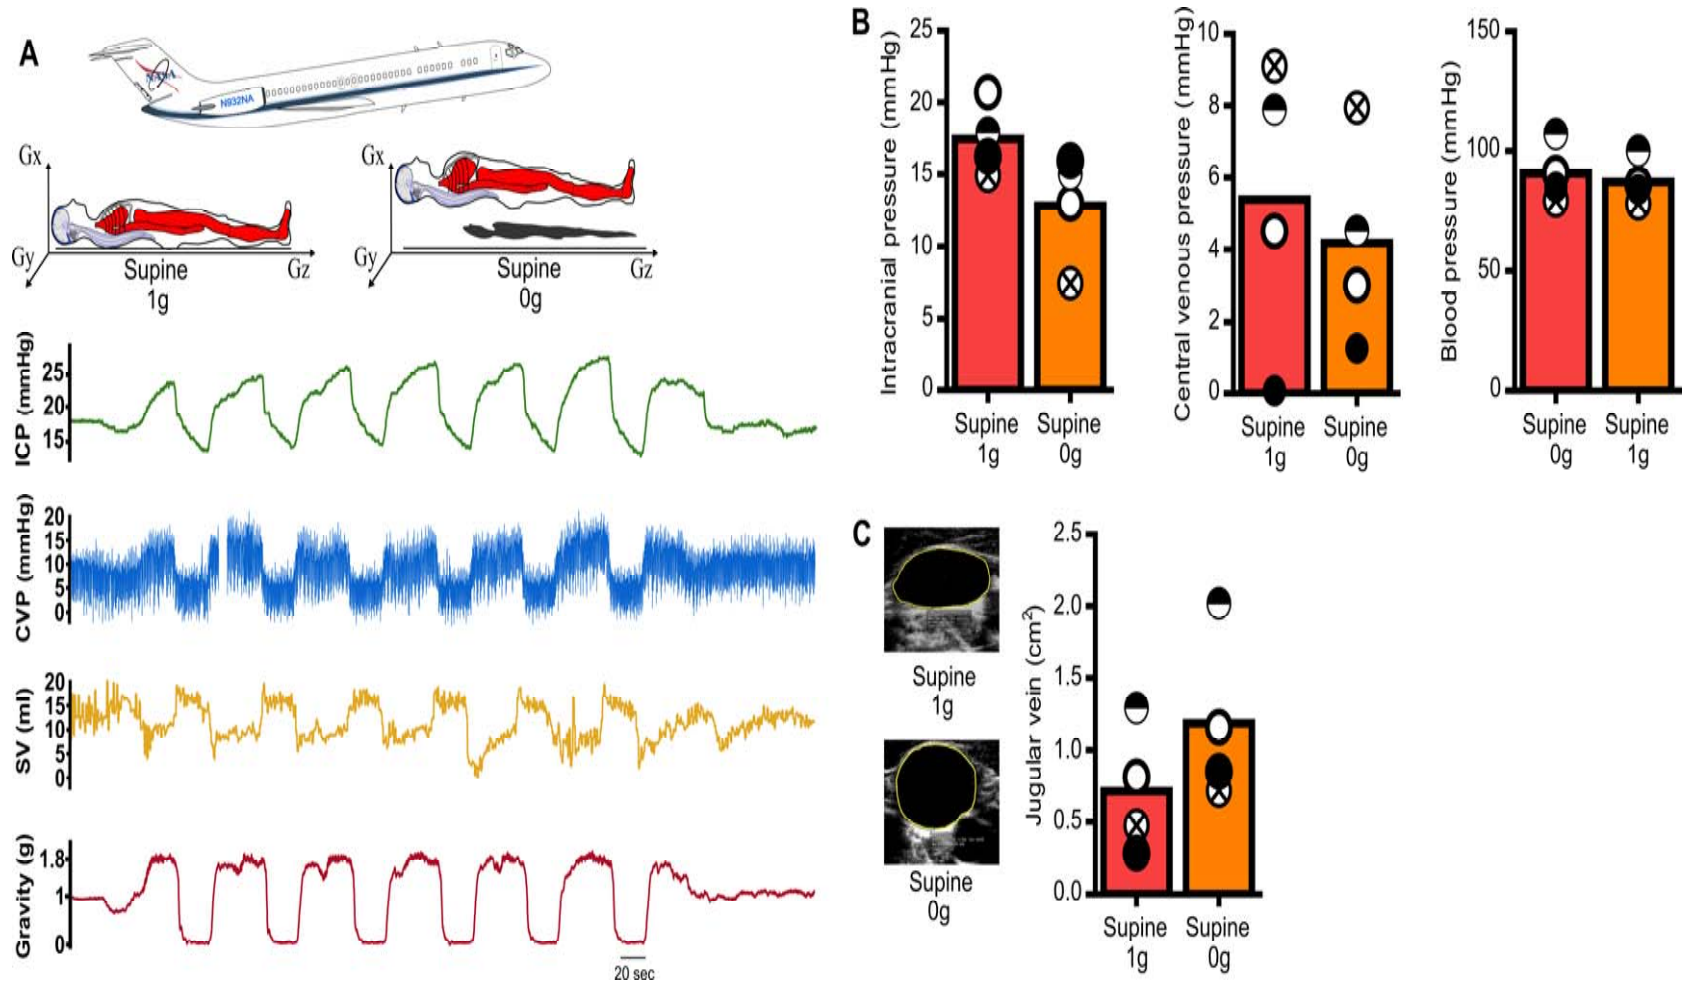 A
NASA
N932NA
Gx
Gy
Supine
1g
Gz
Gx
Gy
Supine
0g
Gz
ICP (mmHg)
25
20
15
CVP (mmHg)
20
15
10
5
0
SV (ml)
20
15
10
5
0
Gravity (g)
1.8
1
0
20 sec
B
Intracranial pressure (mmHg)
25
20
15
10
5
0
Supine
1g
Supine
0g
Central venous pressure (mmHg)
10
8
6
4
2
0
Supine
1g
Supine
0g
Blood pressure (mmHg)
150
100
50
0
Supine
0g
Supine
1g
C
Supine
1g
Supine
0g
Jugular vein (cm²)
2.5
2.0
1.5
1.0
0.5
0.0
Supine
1g
Supine
0g